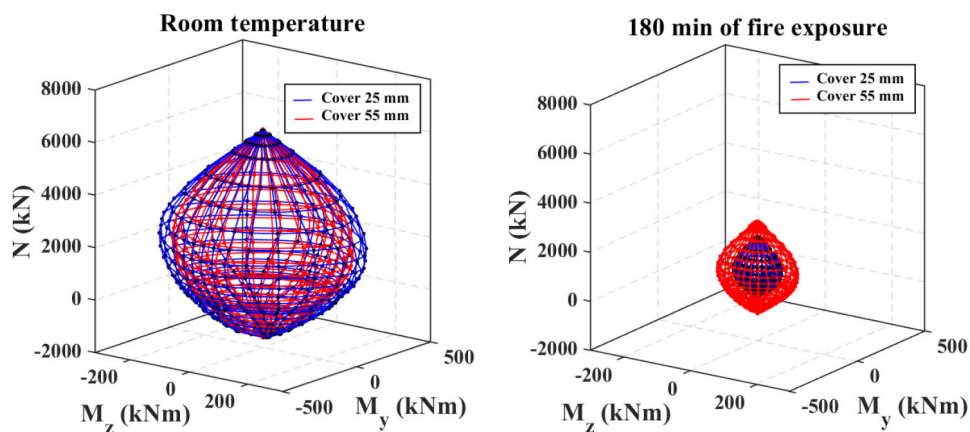 Room temperature
Cover 25 mm
Cover 55 mm
8000
6000
4000
2000
0
-2000
N (kN)
-200
0
200
M_z (kNm)
-500
0
500
M_y (kNm)
180 min of fire exposure
Cover 25 mm
Cover 55 mm
8000
6000
4000
2000
0
-2000
N (kN)
-200
0
200
M_z (kNm)
-500
0
500
M_y (kNm)